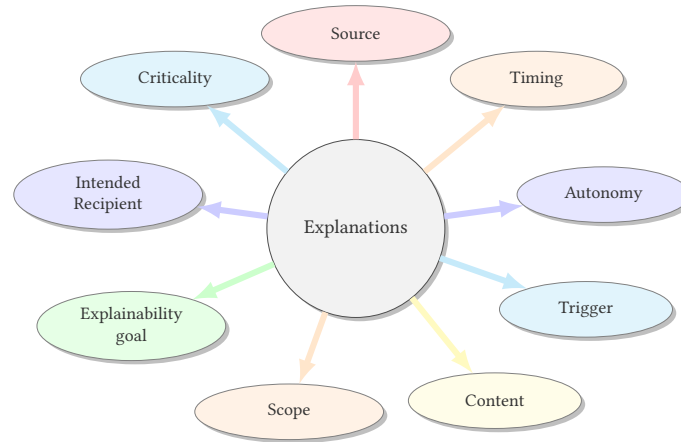 Source
Criticality
Timing
Intended
Recipient
Autonomy
Explanations
Explainability
goal
Trigger
Scope
Content